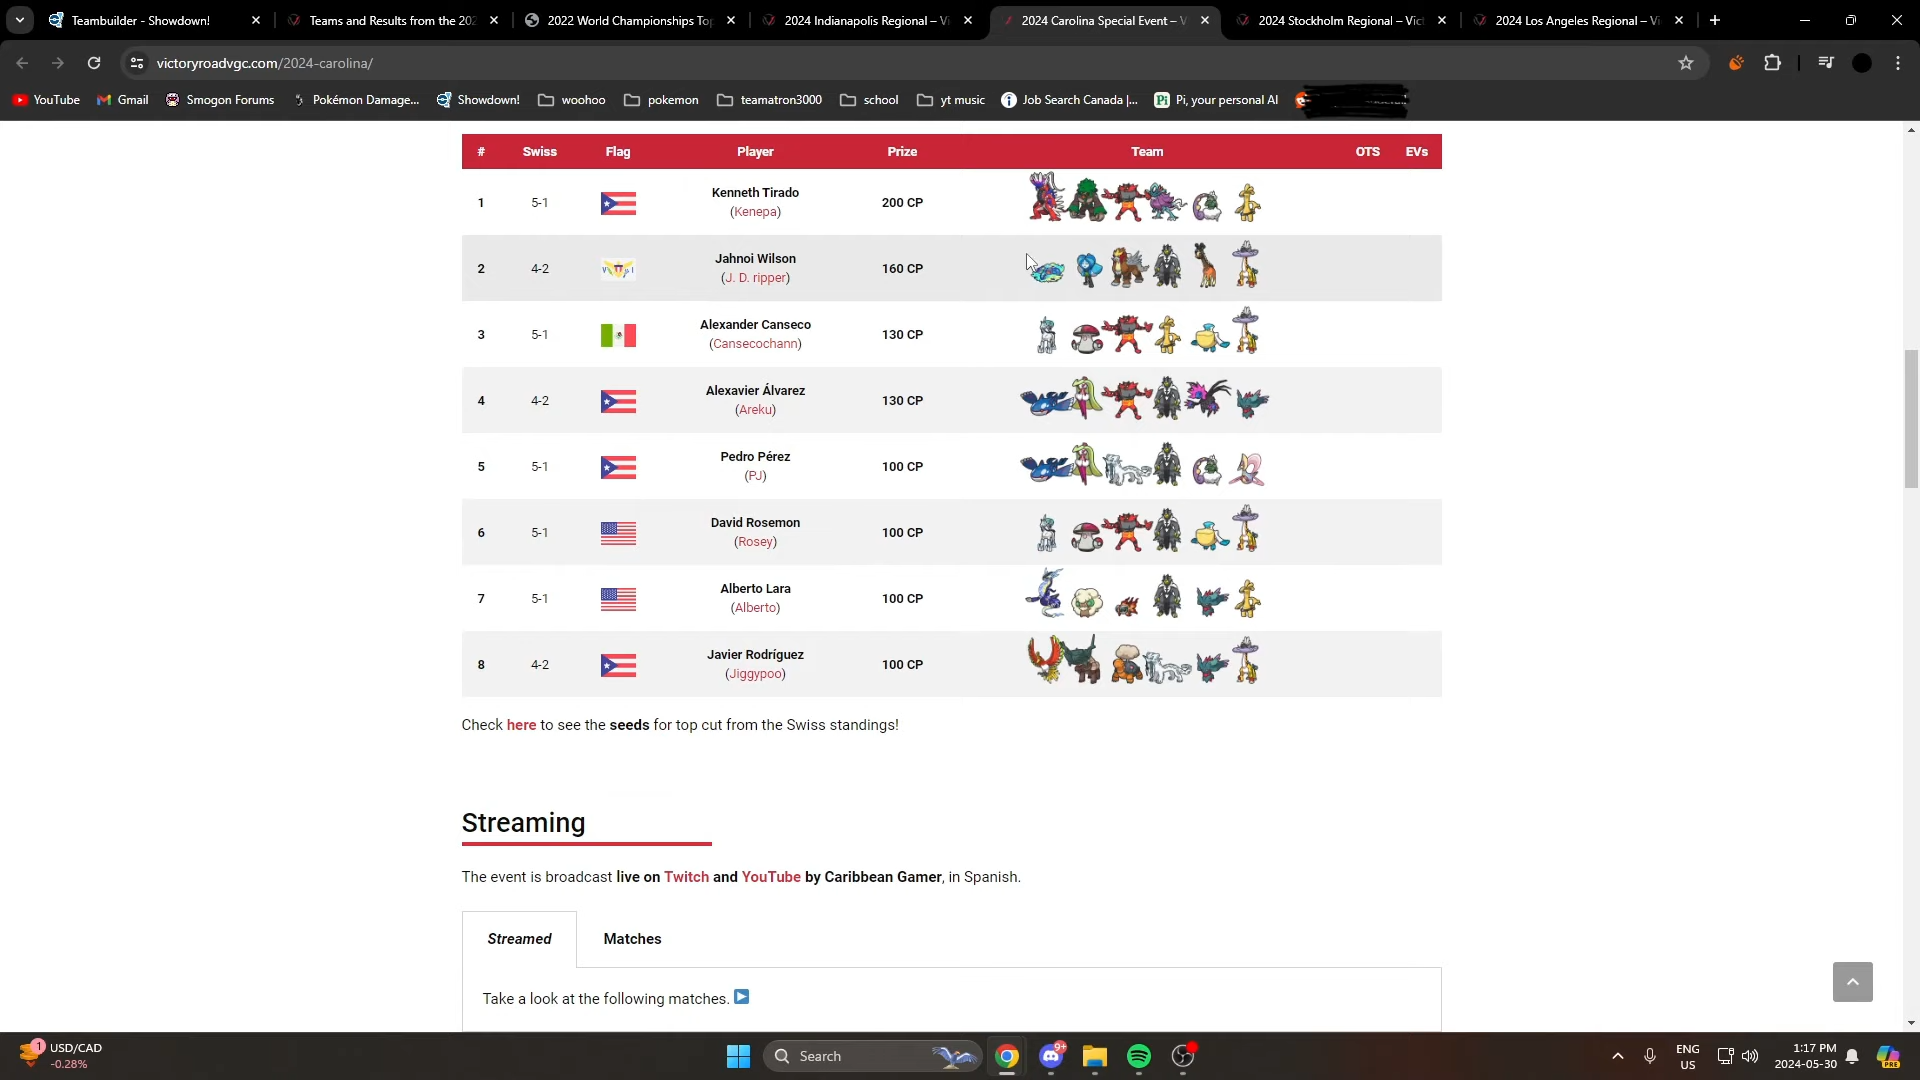 Teambuilder - Showdown!
Teams and Results from the 202
2022 World Championships Top
2024 Indianapolis Regional – Vi
2024 Carolina Special Event – V
2024 Stockholm Regional – Vict
2024 Los Angeles Regional – Vi
victoryroadvgc.com/2024-carolina/
YouTube
Gmail
Smogon Forums
Pokémon Damage...
Showdown!
woohoo
pokemon
teamatron3000
school
yt music
Job Search Canada |...
Pi
Pi, your personal AI
# Swiss Flag Player Prize Team OTS EVs
1 5-1 Kenneth Tirado 200 CP
(Kenepa)
2 4-2 Jahnoi Wilson 160 CP
(J. D. ripper)
3 5-1 Alexander Canseco 130 CP
(Cansecochann)
4 4-2 Alexavier Álvarez 130 CP
(Areku)
5 5-1 Pedro Pérez 100 CP
(PJ)
6 5-1 David Rosemon 100 CP
(Rosey)
7 5-1 Alberto Lara 100 CP
(Alberto)
8 4-2 Javier Rodríguez 100 CP
(Jiggypoo)
Check here to see the seeds for top cut from the Swiss standings!
Streaming
The event is broadcast live on Twitch and YouTube by Caribbean Gamer, in Spanish.
Streamed Matches
Take a look at the following matches.
1
USD/CAD
-0.28%
Search
9+
ENG
US
1:17 PM
2024-05-30
PRE